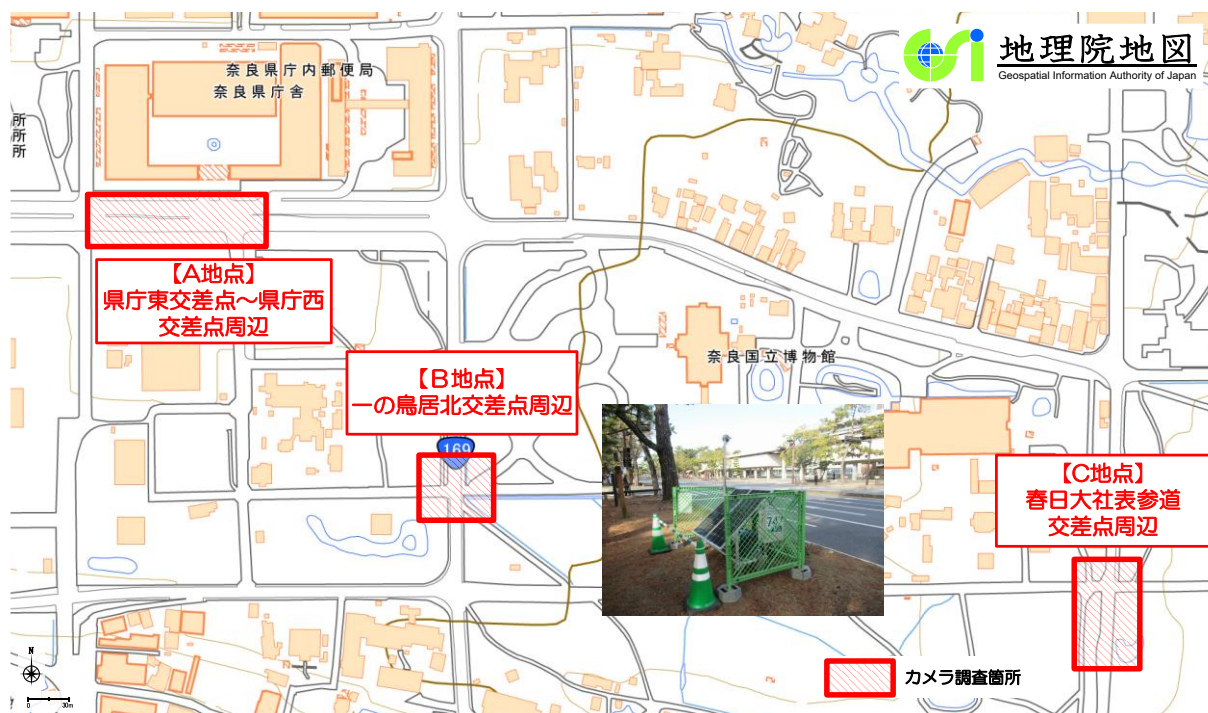 奈良県庁内郵便局
奈良県庁舎
所
所
所
地理院地図
Geospatial Information Authority of Japan
【A地点】
県庁東交差点～県庁西
交差点周辺
【B地点】
一の鳥居北交差点周辺
169
奈良国立博物館
【C地点】
春日大社表参道
交差点周辺
カメラ調査箇所
N
0 30m